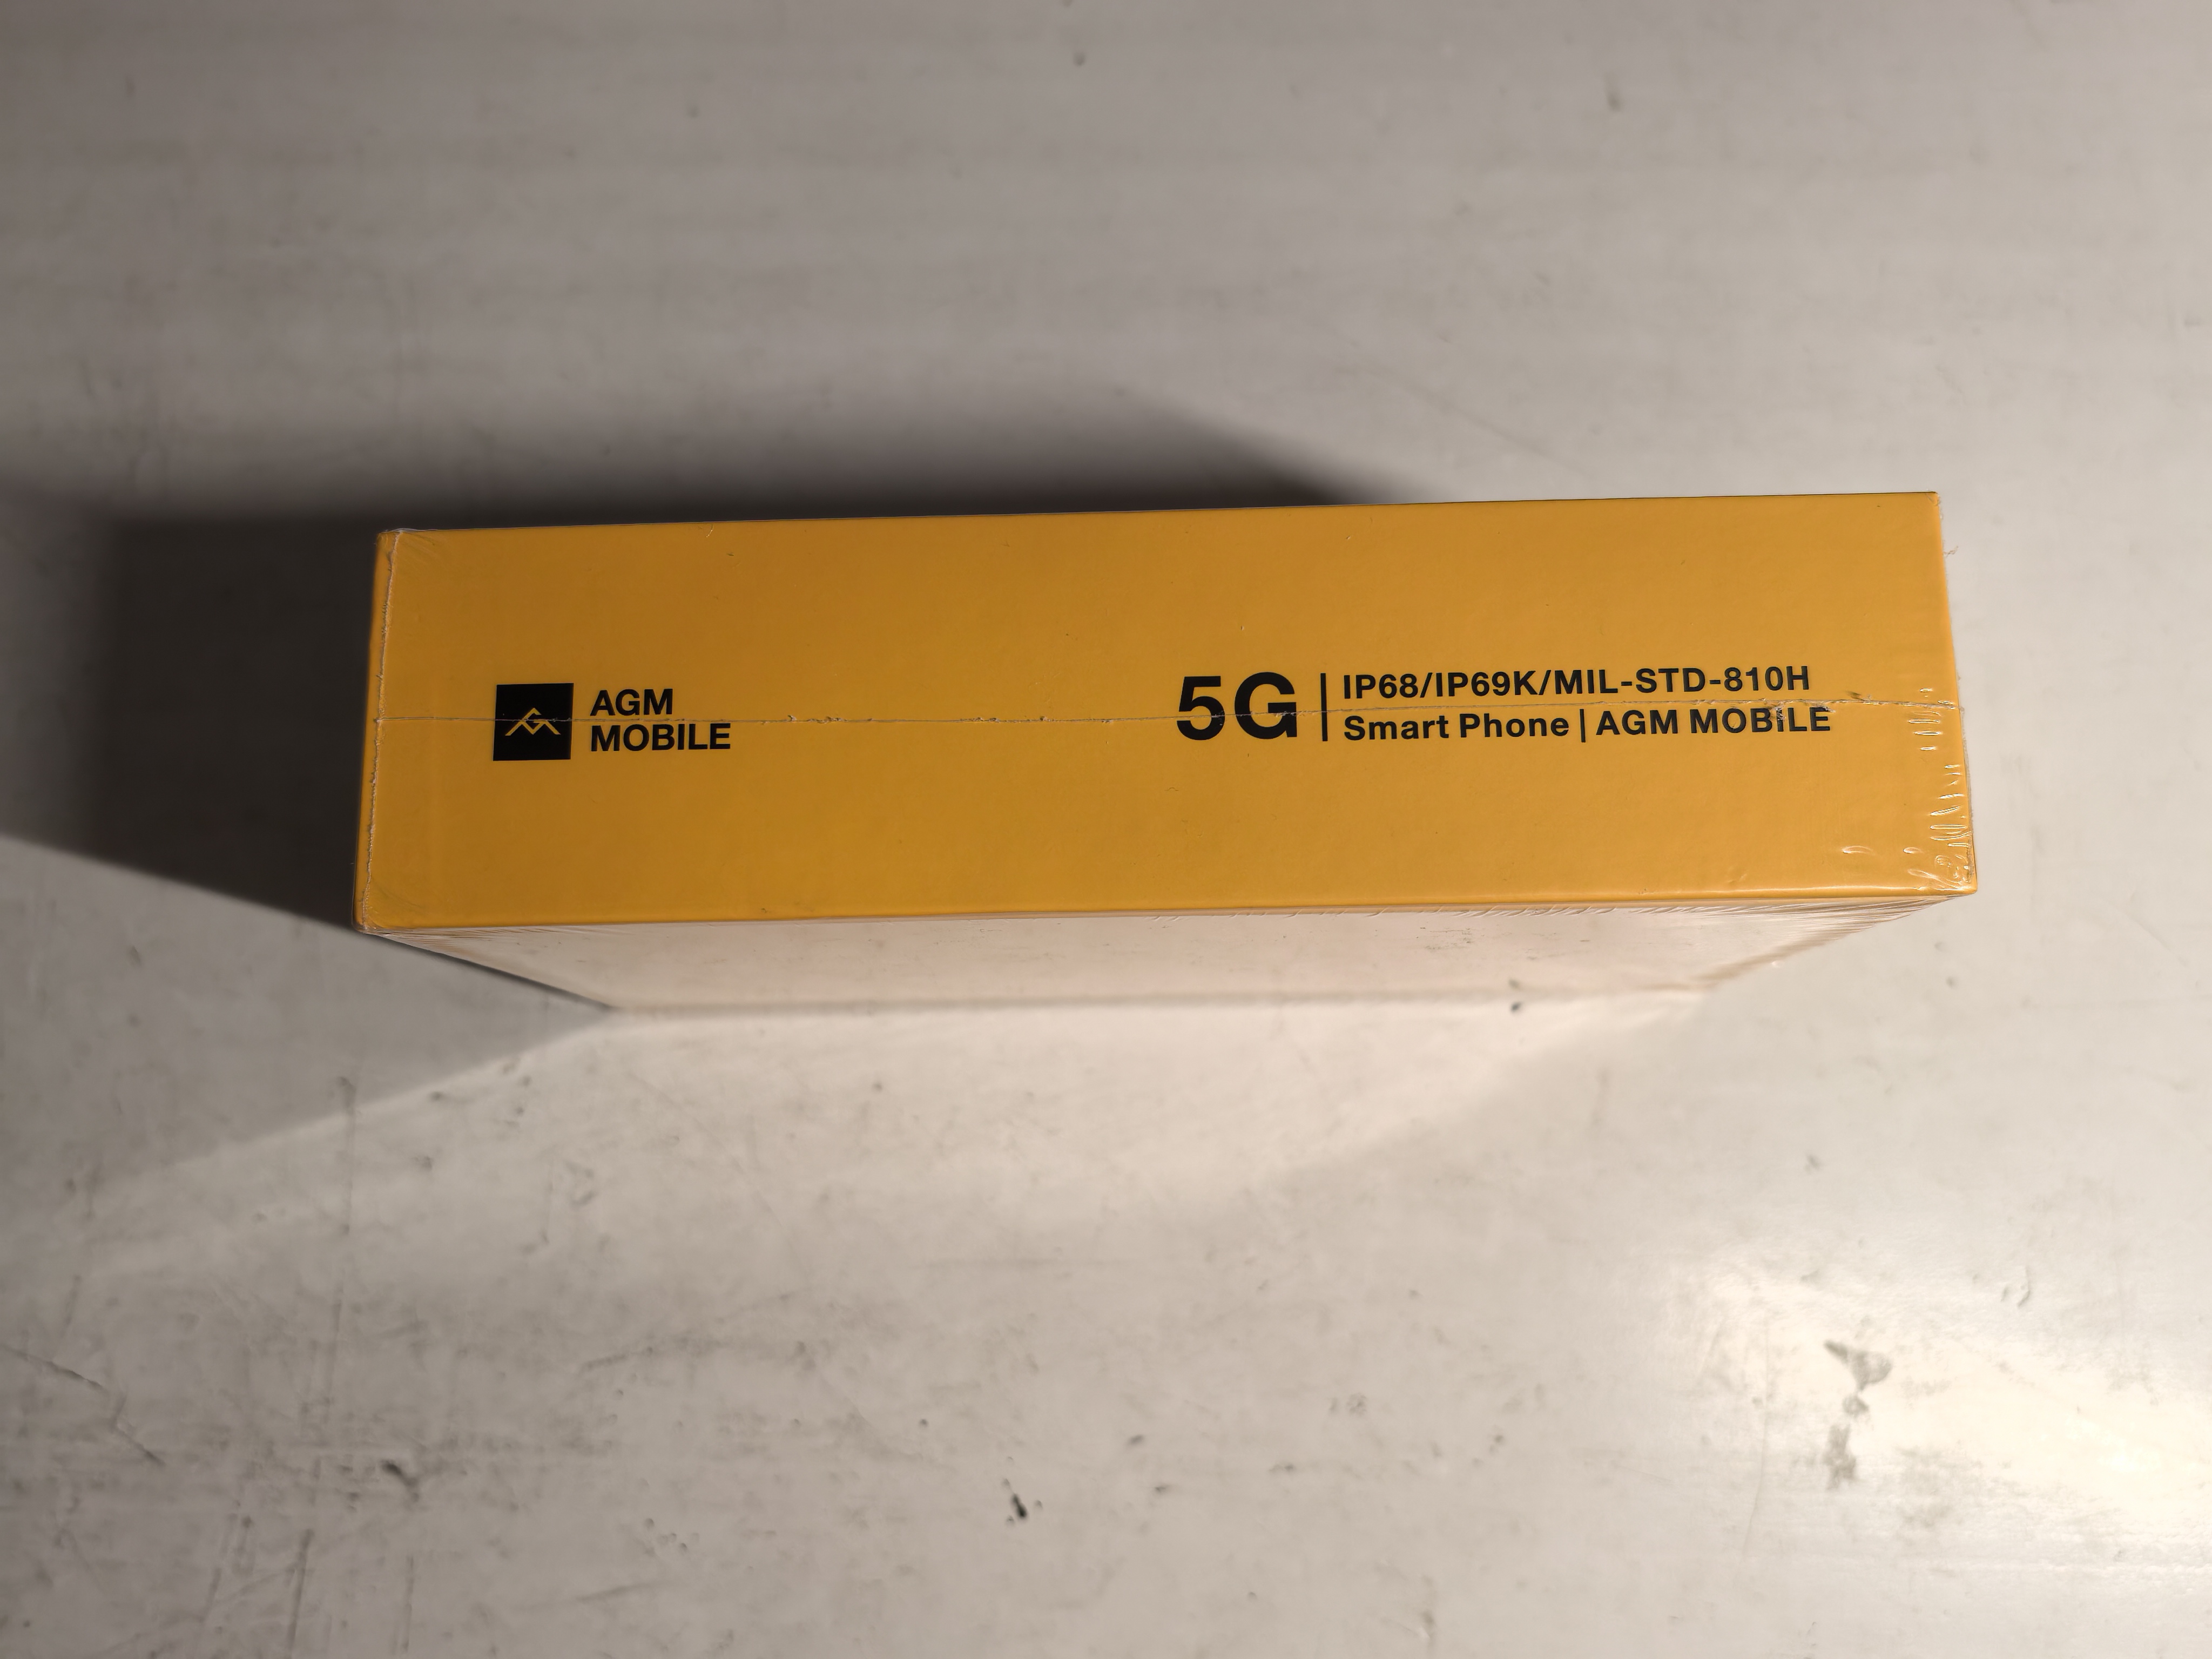 AGM
MOBILE
5G
IP68/IP69K/MIL-STD-810H
Smart Phone | AGM MOBILE